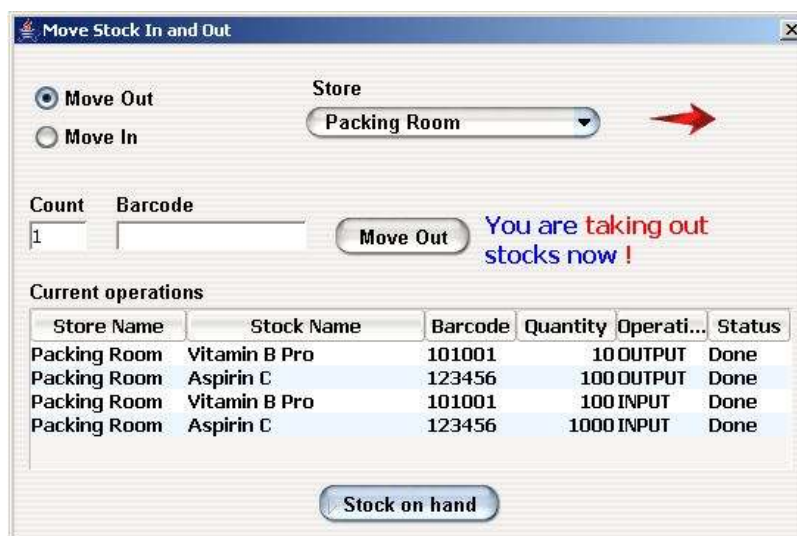 Move Stock In and Out
Move Out
Move In
Store
Packing Room
Count
Barcode
1
Move Out
You are taking out
stocks now !
Current operations
Store Name Stock Name Barcode Quantity Operati... Status
Packing Room Vitamin B Pro 101001 10 OUTPUT Done
Packing Room Aspirin C 123456 100 OUTPUT Done
Packing Room Vitamin B Pro 101001 100 INPUT Done
Packing Room Aspirin C 123456 1000 INPUT Done
Stock on hand